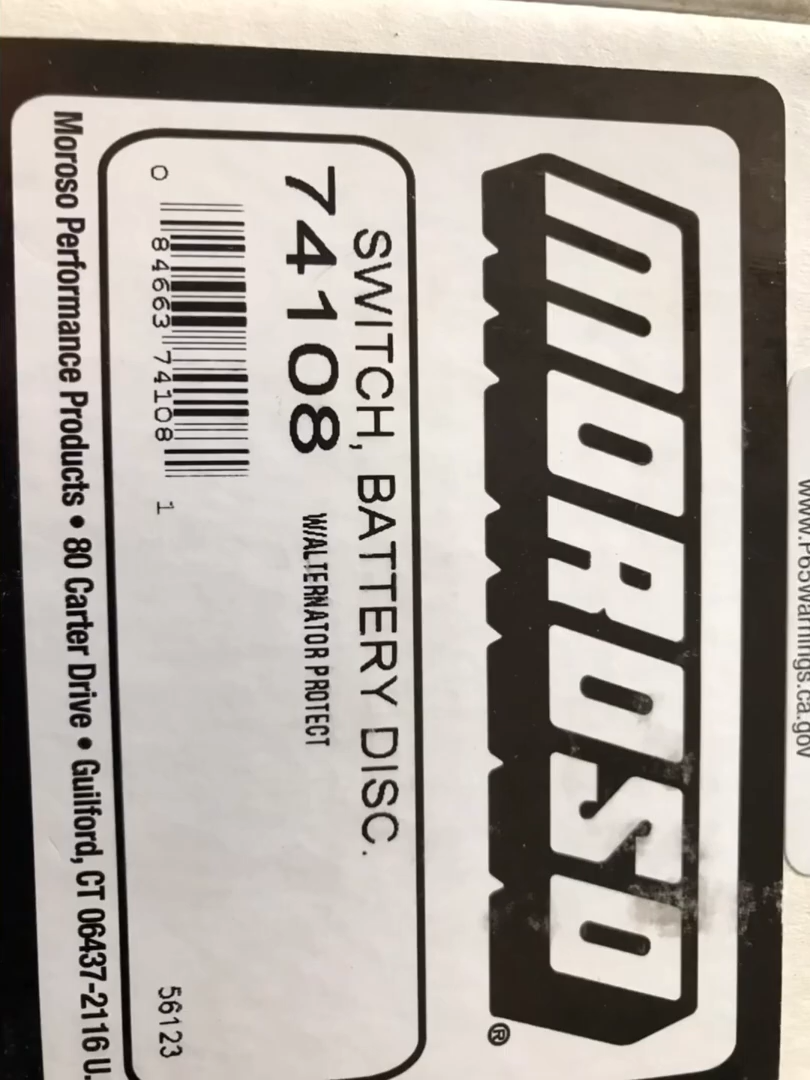 www.P65Warnings.ca.gov
MOROSO®
SWITCH, BATTERY DISC.
74108 W/ALTERNATOR PROTECT
0 84663 74108 1
56123
Moroso Performance Products • 80 Carter Drive • Guilford, CT 06437-2116 U.